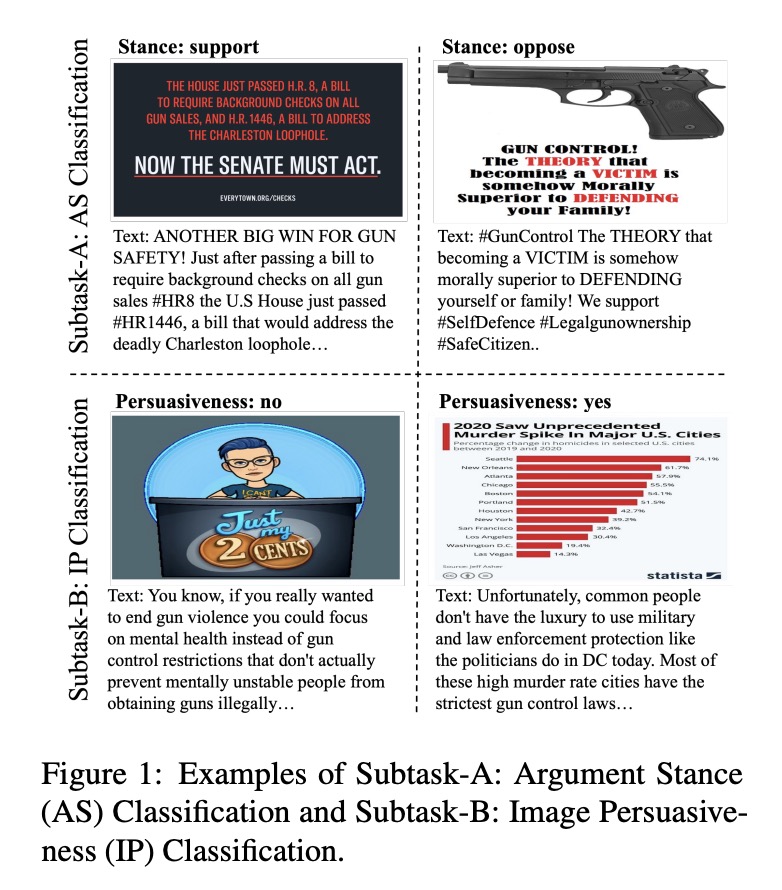 Subtask-A: AS Classification
Stance: support
THE HOUSE JUST PASSED H.R. 8, A BILL
TO REQUIRE BACKGROUND CHECKS ON ALL
GUN SALES, AND H.R. 1446, A BILL TO ADDRESS
THE CHARLESTON LOOPHOLE.
NOW THE SENATE MUST ACT.
EVERYTOWN.ORG/CHECKS
Text: ANOTHER BIG WIN FOR GUN
SAFETY! Just after passing a bill to
require background checks on all gun
sales #HR8 the U.S House just passed
#HR1446, a bill that would address the
deadly Charleston loophole…
Stance: oppose
GUN CONTROL!
The THEORY that
becoming a VICTIM is
somehow Morally
Superior to DEFENDING
your Family!
Text: #GunControl The THEORY that
becoming a VICTIM is somehow
morally superior to DEFENDING
yourself or family! We support
#SelfDefence #Legalgunownership
#SafeCitizen..
Subtask-B: IP Classification
Persuasiveness: no
I CAN'T
Just
my
2 CENTS
Text: You know, if you really wanted
to end gun violence you could focus
on mental health instead of gun
control restrictions that don't actually
prevent mentally unstable people from
obtaining guns illegally…
Persuasiveness: yes
2020 Saw Unprecedented
Murder Spike In Major U.S. Cities
Percentage change in homicides in selected U.S. cities
between 2019 and 2020
Seattle 74.1%
New Orleans 61.7%
Atlanta 57.9%
Chicago 55.5%
Boston 54.1%
Portland 51.5%
Houston 42.7%
New York 39.2%
San Francisco 32.4%
Los Angeles 30.4%
Washington D.C. 19.4%
Las Vegas 14.3%
Source: Jeff Asher
statista
Text: Unfortunately, common people
don't have the luxury to use military
and law enforcement protection like
the politicians do in DC today. Most of
these high murder rate cities have the
strictest gun control laws…
Figure 1: Examples of Subtask-A: Argument Stance
(AS) Classification and Subtask-B: Image Persuasive-
ness (IP) Classification.